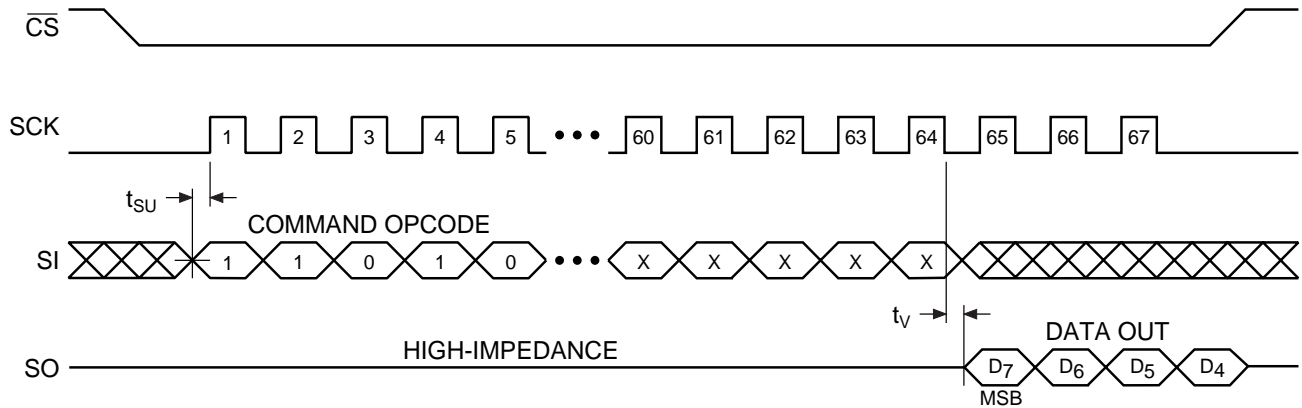 CS
SCK 1 2 3 4 5 ••• 60 61 62 63 64 65 66 67
tSU
COMMAND OPCODE
SI 1 1 0 1 0 ••• X X X X X
tV
HIGH-IMPEDANCE
DATA OUT
SO D7 D6 D5 D4
MSB